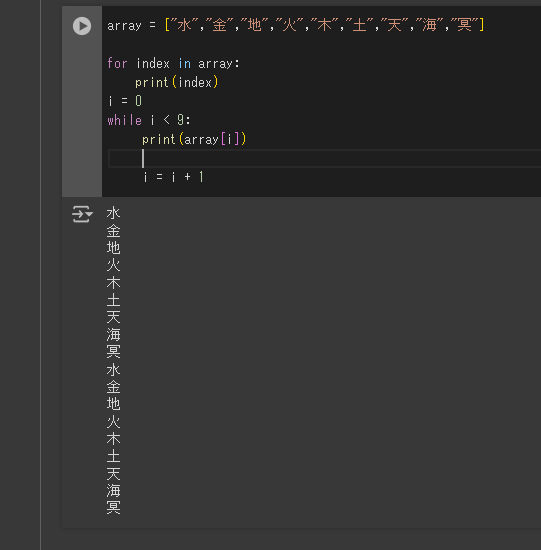 array = ["水","金","地","火","木","土","天","海","冥"]
for index in array:
    print(index)
i = 0
while i < 9:
    print(array[i])
    i = i + 1
水
金
地
火
木
土
天
海
冥
水
金
地
火
木
土
天
海
冥